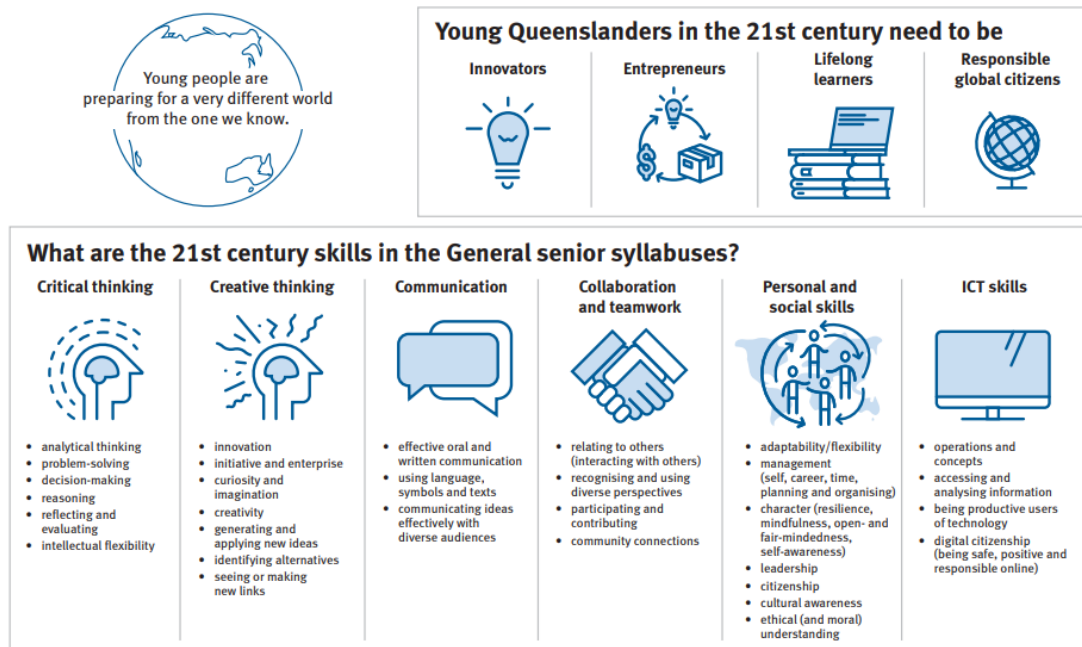 Young people are
preparing for a very different world
from the one we know.
Young Queenslanders in the 21st century need to be
Innovators
Entrepreneurs
Lifelong
learners
Responsible
global citizens
What are the 21st century skills in the General senior syllabuses?
Critical thinking
• analytical thinking
• problem-solving
• decision-making
• reasoning
• reflecting and
evaluating
• intellectual flexibility
Creative thinking
• innovation
• initiative and enterprise
• curiosity and
imagination
• creativity
• generating and
applying new ideas
• identifying alternatives
• seeing or making
new links
Communication
• effective oral and
written communication
• using language,
symbols and texts
• communicating ideas
effectively with
diverse audiences
Collaboration
and teamwork
• relating to others
(interacting with others)
• recognising and using
diverse perspectives
• participating and
contributing
• community connections
Personal and
social skills
• adaptability/flexibility
• management
(self, career, time,
planning and organising)
• character (resilience,
mindfulness, open- and
fair-mindedness,
self-awareness)
• leadership
• citizenship
• cultural awareness
• ethical (and moral)
understanding
ICT skills
• operations and
concepts
• accessing and
analysing information
• being productive users
of technology
• digital citizenship
(being safe, positive and
responsible online)